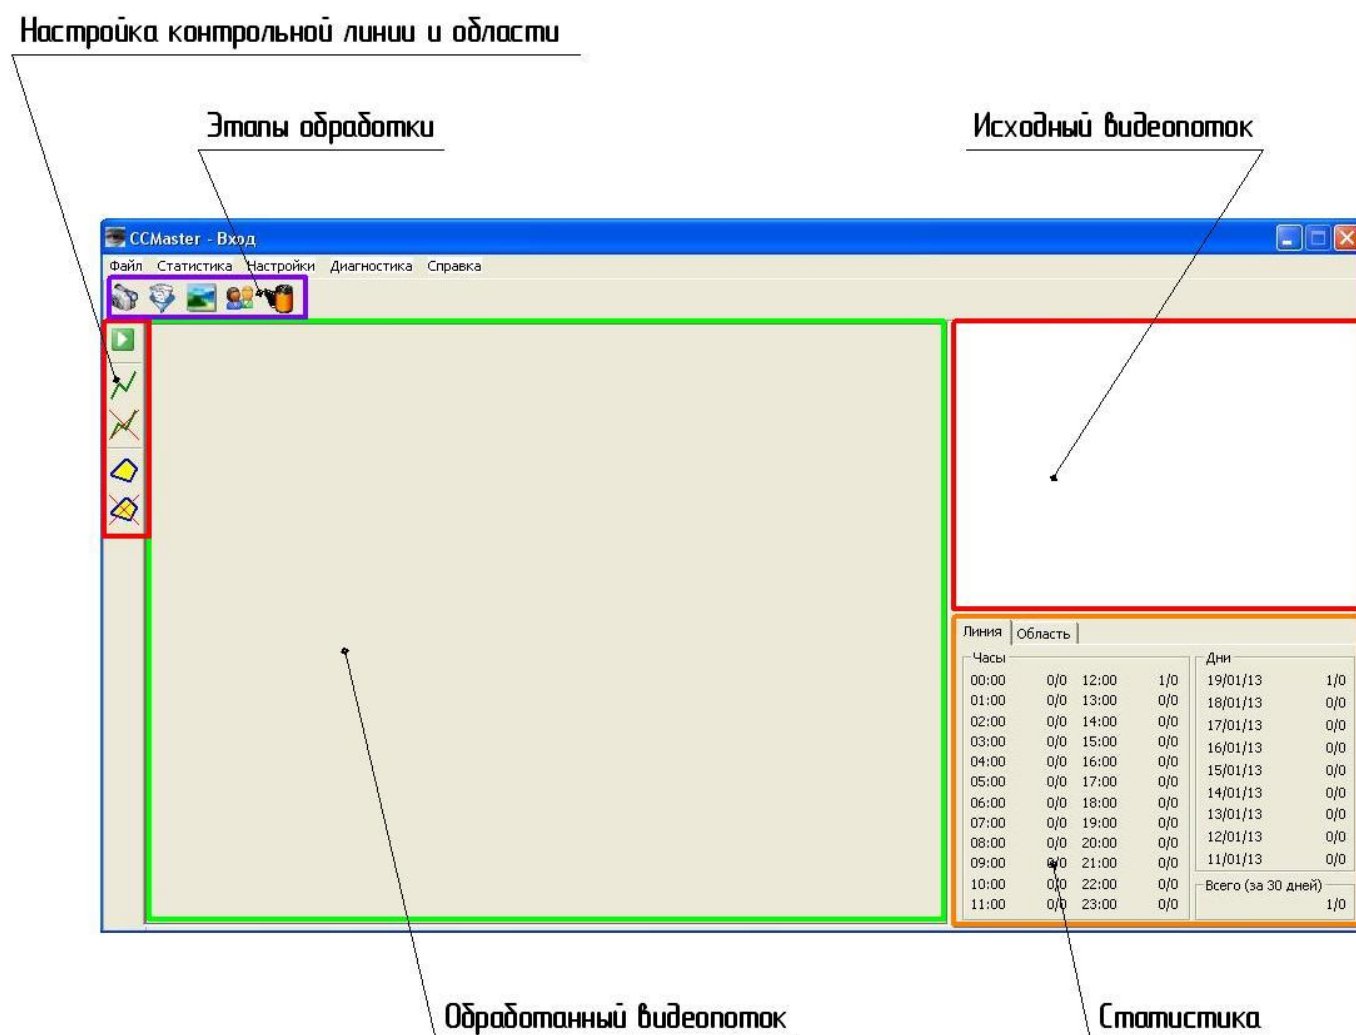 Настройка контрольной линии и области
Этапы обработки
Исходный видеопоток
CCMaster - Вход
Файл Статистика Настройки Диагностика Справка
Линия Область
Часы Дни
00:00 0/0 12:00 1/0 19/01/13 1/0
01:00 0/0 13:00 0/0 18/01/13 0/0
02:00 0/0 14:00 0/0 17/01/13 0/0
03:00 0/0 15:00 0/0 16/01/13 0/0
04:00 0/0 16:00 0/0 15/01/13 0/0
05:00 0/0 17:00 0/0 14/01/13 0/0
06:00 0/0 18:00 0/0 13/01/13 0/0
07:00 0/0 19:00 0/0 12/01/13 0/0
08:00 0/0 20:00 0/0 11/01/13 0/0
09:00 0/0 21:00 0/0
10:00 0/0 22:00 0/0 Всего (за 30 дней)
11:00 0/0 23:00 0/0 1/0
Обработанный видеопоток
Статистика